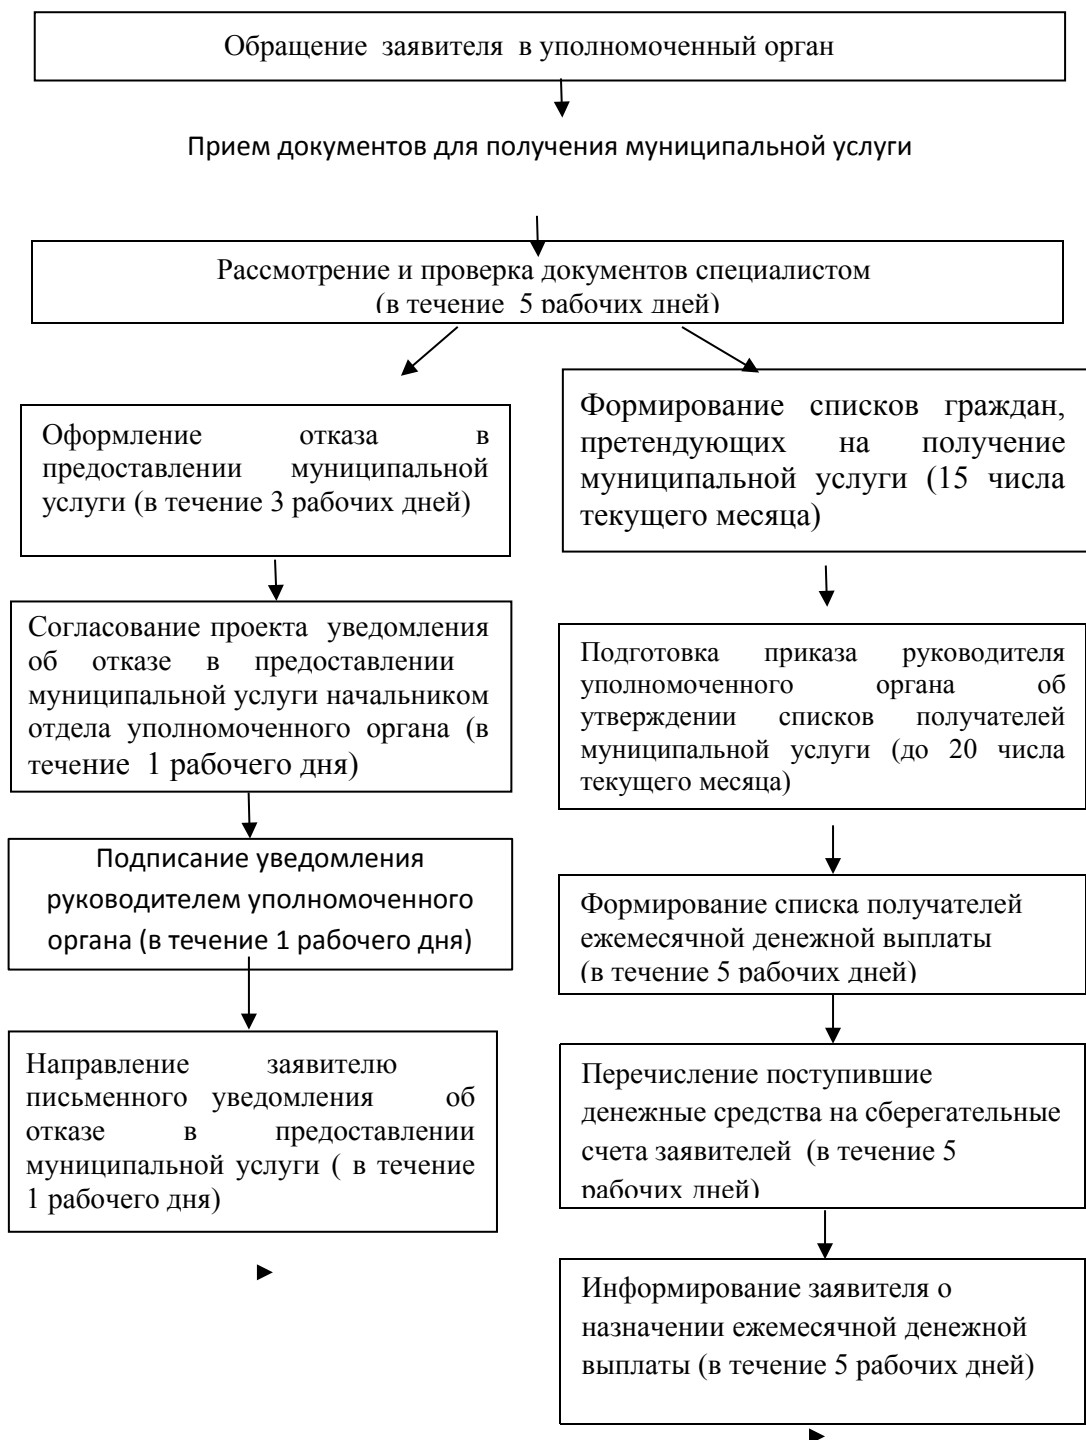 Обращение заявителя в уполномоченный орган
Прием документов для получения муниципальной услуги
Рассмотрение и проверка документов специалистом
(в течение 5 рабочих дней)
Оформление отказа в
предоставлении муниципальной
услуги (в течение 3 рабочих дней)
Согласование проекта уведомления
об отказе в предоставлении
муниципальной услуги начальником
отдела уполномоченного органа (в
течение 1 рабочего дня)
Подписание уведомления
руководителем уполномоченного
органа (в течение 1 рабочего дня)
Направление заявителю
письменного уведомления об
отказе в предоставлении
муниципальной услуги ( в течение
1 рабочего дня)
Формирование списков граждан,
претендующих на получение
муниципальной услуги (15 числа
текущего месяца)
Подготовка приказа руководителя
уполномоченного органа об
утверждении списков получателей
муниципальной услуги (до 20 числа
текущего месяца)
Формирование списка получателей
ежемесячной денежной выплаты
(в течение 5 рабочих дней)
Перечисление поступившие
денежные средства на сберегательные
счета заявителей (в течение 5
рабочих дней)
Информирование заявителя о
назначении ежемесячной денежной
выплаты (в течение 5 рабочих дней)